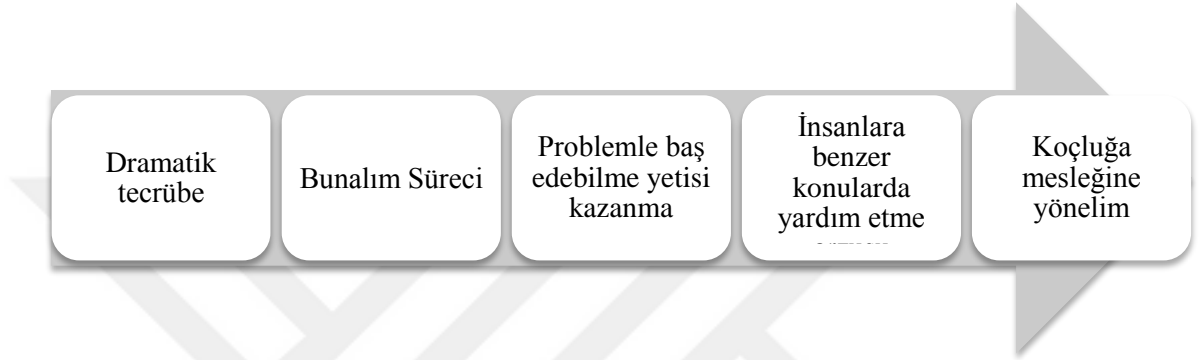 Dramatik
tecrübe
Bunalım Süreci
Problemle baş
edebilme yetisi
kazanma
İnsanlara
benzer
konularda
yardım etme
Koçluğa
mesleğine
yönelim